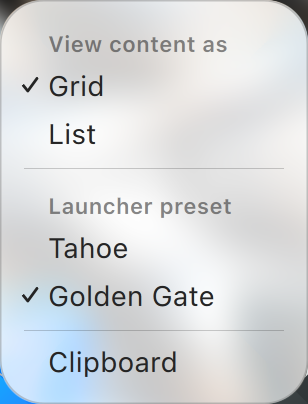 View content as
✓ Grid
List
Launcher preset
Tahoe
✓ Golden Gate
Clipboard